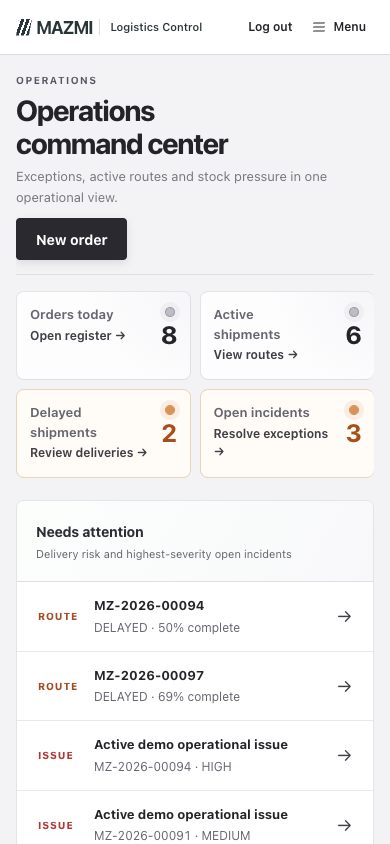 MAZMI Logistics Control Log out Menu
OPERATIONS
Operations
command center
Exceptions, active routes and stock pressure in one
operational view.
New order
Orders today
Open register →
8
Active
shipments
View routes →
6
Delayed
shipments
Review deliveries →
2
Open incidents
Resolve exceptions
→
3
Needs attention
Delivery risk and highest-severity open incidents
ROUTE
MZ-2026-00094
DELAYED · 50% complete
→
ROUTE
MZ-2026-00097
DELAYED · 69% complete
→
ISSUE
Active demo operational issue
MZ-2026-00094 · HIGH
→
ISSUE
Active demo operational issue
MZ-2026-00091 · MEDIUM
→